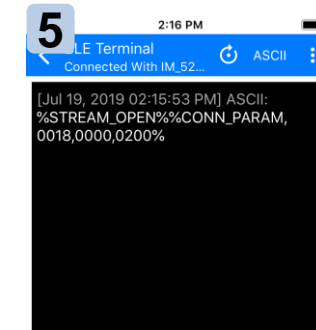 5
2:16 PM
LE Terminal
Connected With IM_52...
ASCII
[Jul 19, 2019 02:15:53 PM] ASCII:
%STREAM_OPEN%%CONN_PARAM,
0018,0000,0200%